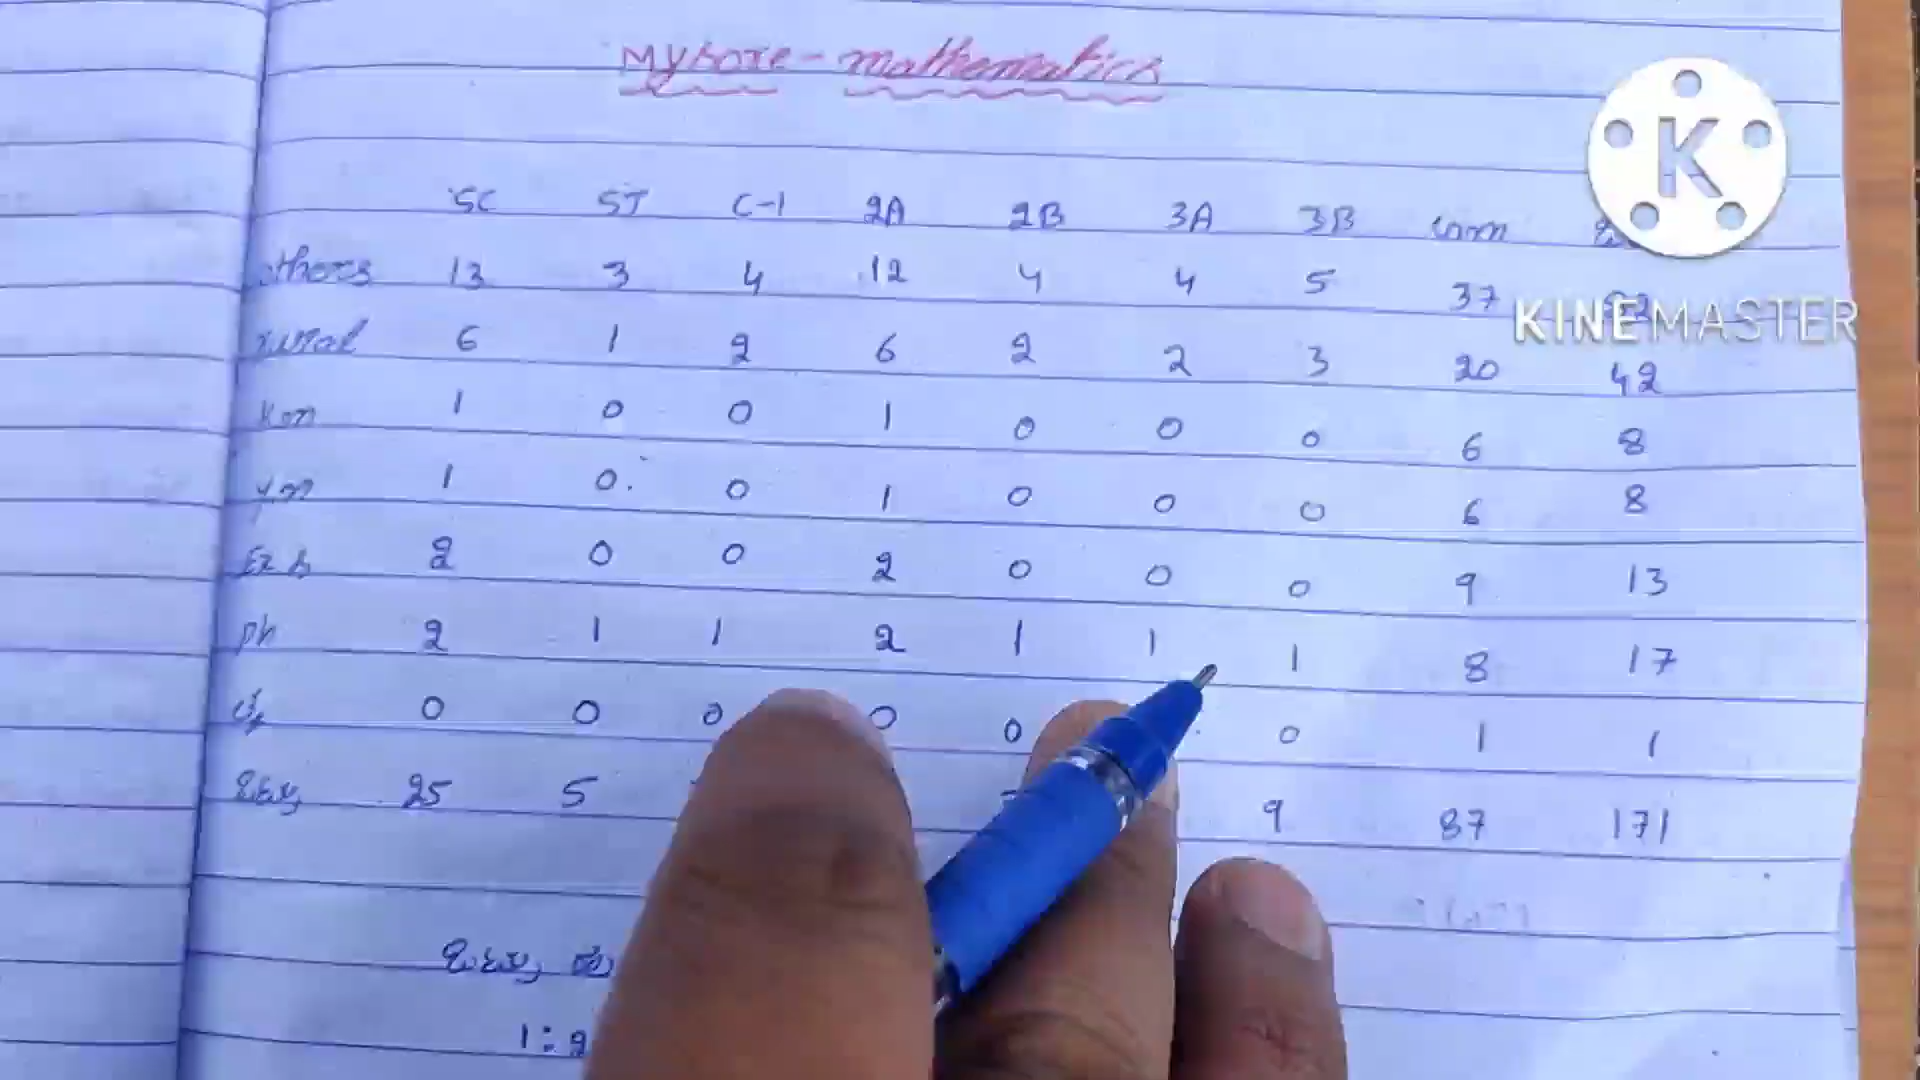 Mysore - mathematics
SC ST C-1 2A 2B 3A 3B com
others 13 3 4 12 4 4 5 37
rural 6 1 2 6 2 2 3 20 42
K.m 1 0 0 1 0 0 0 6 8
y.m 1 0 0 1 0 0 0 6 8
Ex s 2 0 0 2 0 0 0 9 13
ph 2 1 1 2 1 1 1 8 17
0 0 0 0 0 0 1 1
ಒಟ್ಟು 25 5 9 87 171
ಒಟ್ಟು
K
KINEMASTER